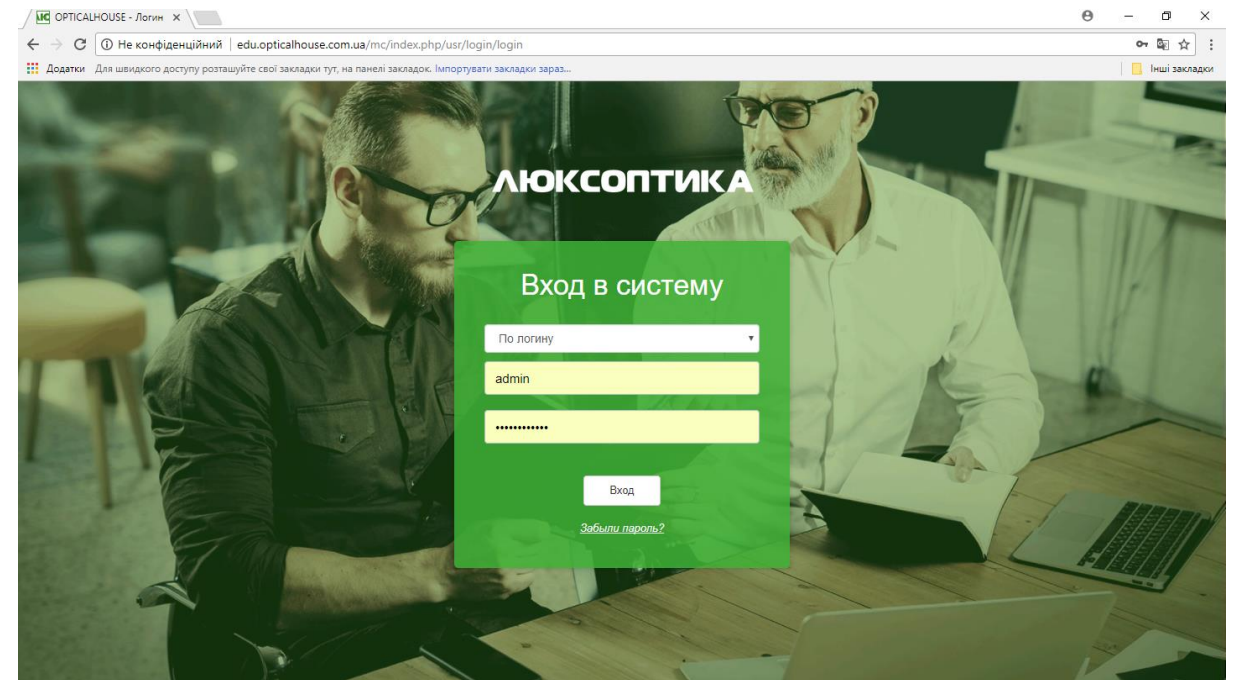 OPTICALHOUSE - Логин
Не конфіденційний | edu.opticalhouse.com.ua/mc/index.php/usr/login/login
Додатки Для швидкого доступу розташуйте свої закладки тут, на панелі закладок. Імпортувати закладки зараз... Інші закладки
ЛЮКСОПТИКА
Вход в систему
По логину
admin
••••••••••••
Вход
Забыли пароль?